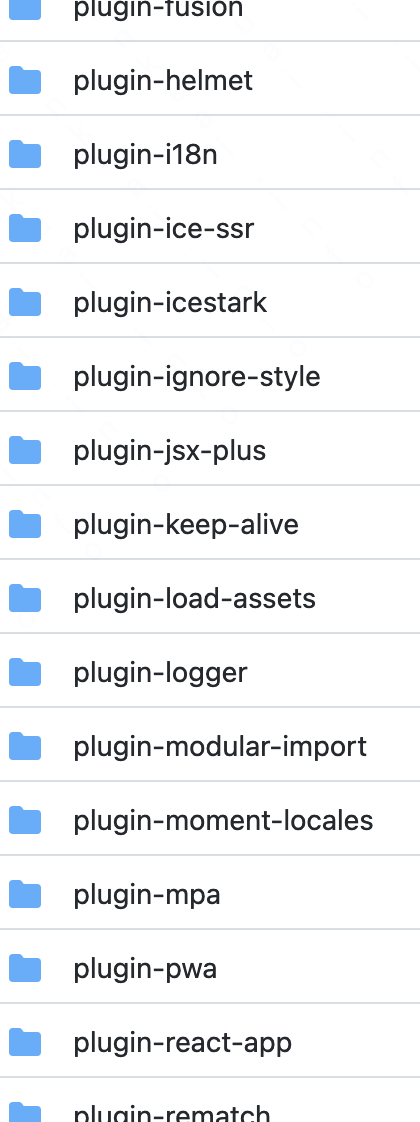 plugin-fusion
plugin-helmet
plugin-i18n
plugin-ice-ssr
plugin-icestark
plugin-ignore-style
plugin-jsx-plus
plugin-keep-alive
plugin-load-assets
plugin-logger
plugin-modular-import
plugin-moment-locales
plugin-mpa
plugin-pwa
plugin-react-app
plugin-rematch